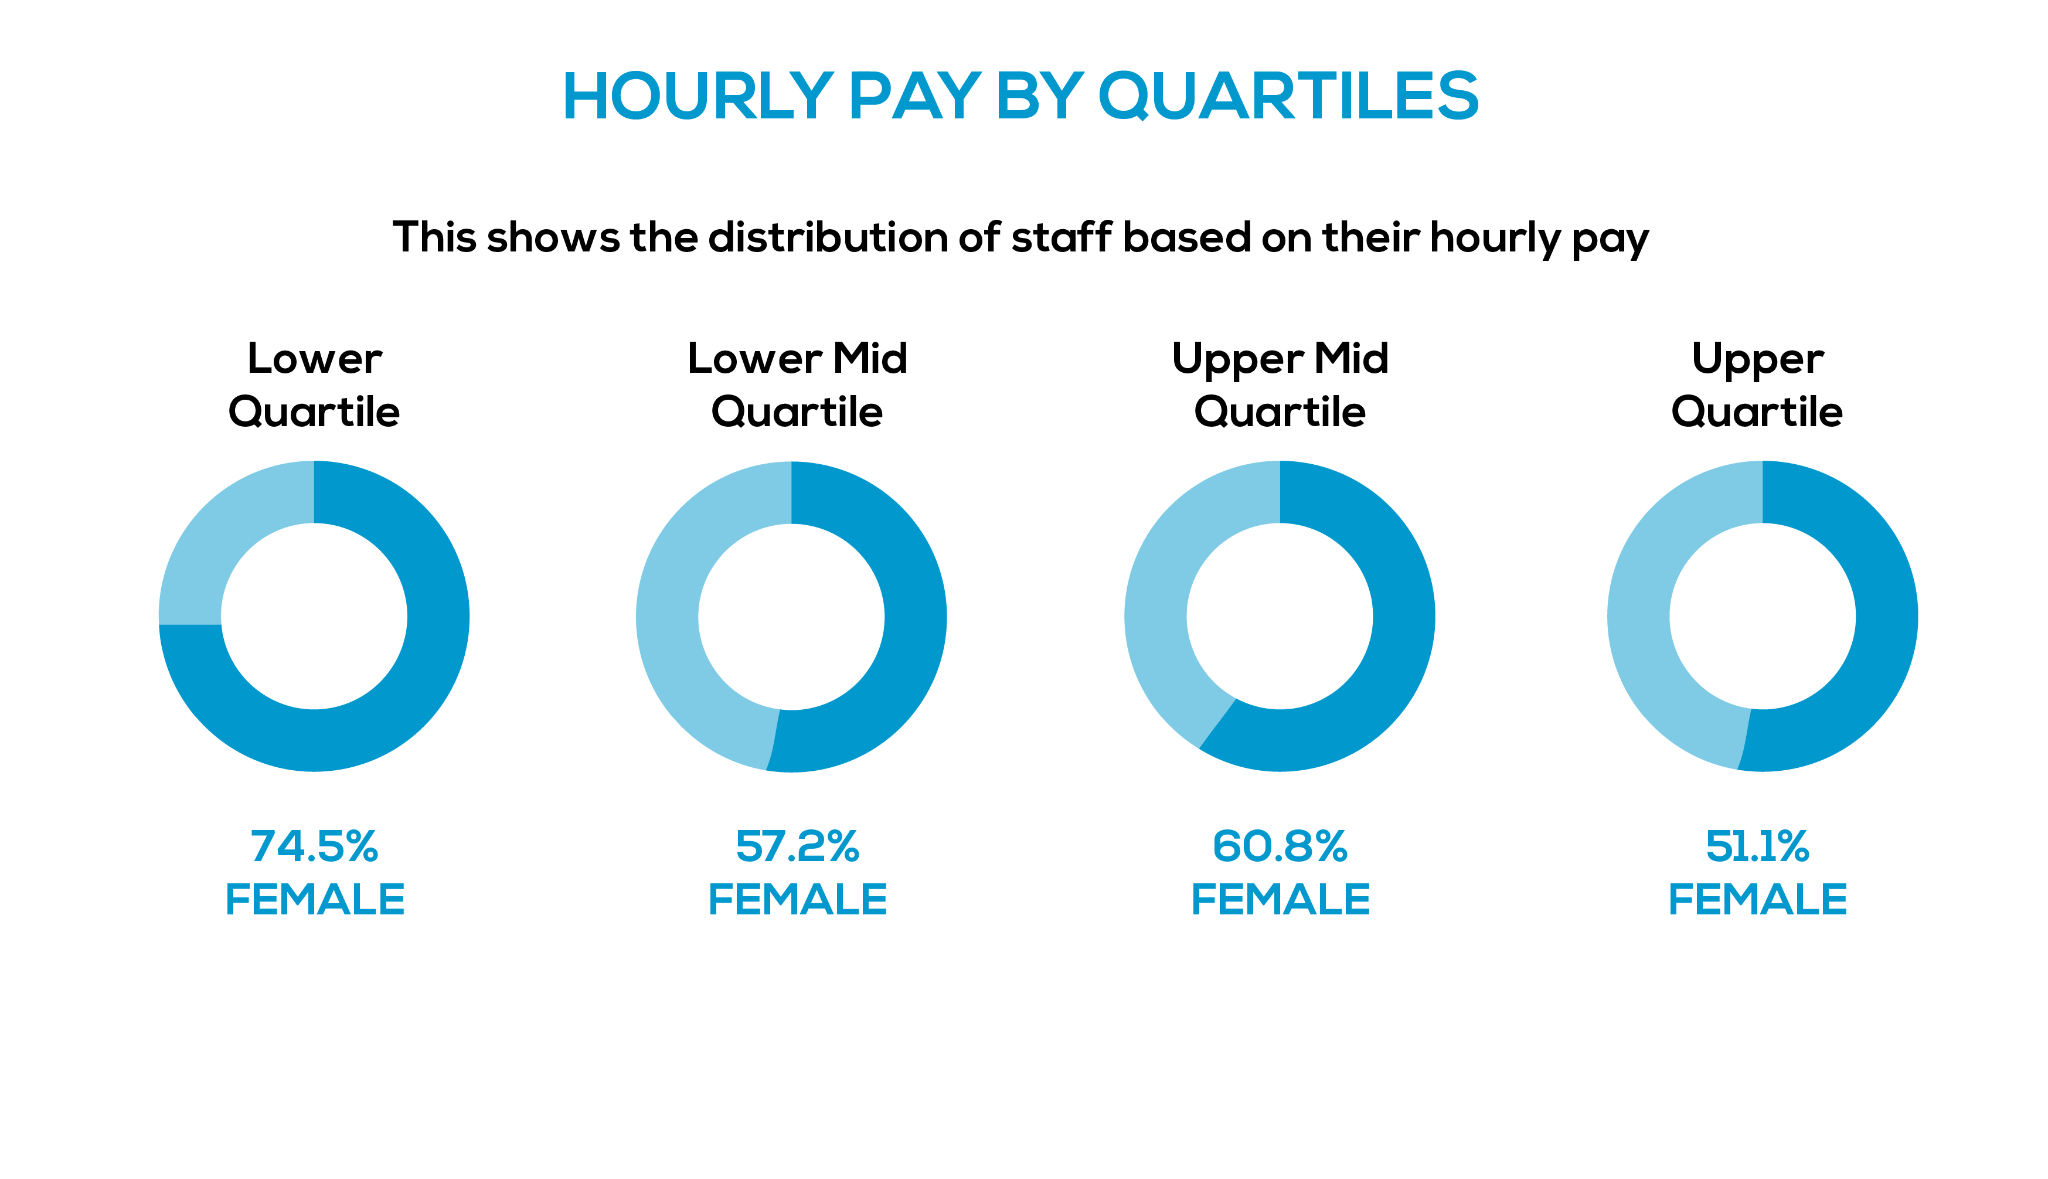 HOURLY PAY BY QUARTILES
This shows the distribution of staff based on their hourly pay
Lower
Quartile
74.5%
FEMALE
Lower Mid
Quartile
57.2%
FEMALE
Upper Mid
Quartile
60.8%
FEMALE
Upper
Quartile
51.1%
FEMALE